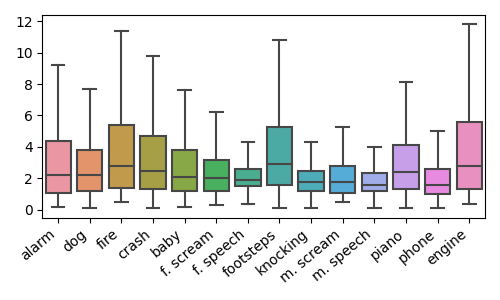 12
10
8
6
4
2
0
alarm
dog
fire
crash
baby
f. scream
f. speech
footsteps
knocking
m. scream
m. speech
piano
phone
engine